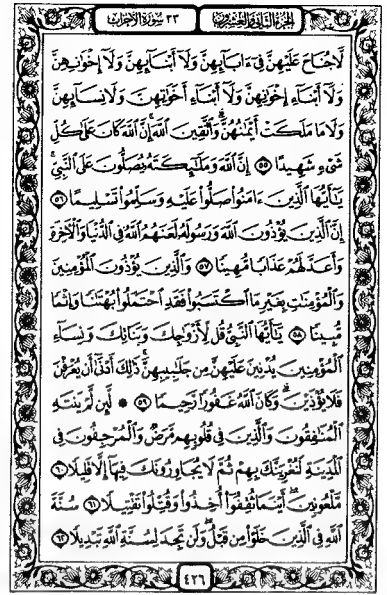 الجزء الثاني والعشرون
٣٣ سورة الأحزاب
لَّا جُنَاحَ عَلَيْهِنَّ فِيٓ ءَابَآئِهِنَّ وَلَآ أَبْنَآئِهِنَّ وَلَآ إِخْوَٰنِهِنَّ
وَلَآ أَبْنَآءِ إِخْوَٰنِهِنَّ وَلَآ أَبْنَآءِ أَخَوَٰتِهِنَّ وَلَا نِسَآئِهِنَّ
وَلَا مَا مَلَكَتْ أَيْمَٰنُهُنَّۗ وَٱتَّقِينَ ٱللَّهَۚ إِنَّ ٱللَّهَ كَانَ عَلَىٰ كُلِّ
شَيْءٍ شَهِيدًا ٥٥ إِنَّ ٱللَّهَ وَمَلَٰٓئِكَتَهُۥ يُصَلُّونَ عَلَى ٱلنَّبِيِّۚ
يَٰٓأَيُّهَا ٱلَّذِينَ ءَامَنُوا۟ صَلُّوا۟ عَلَيْهِ وَسَلِّمُوا۟ تَسْلِيمًا ٥٦
إِنَّ ٱلَّذِينَ يُؤْذُونَ ٱللَّهَ وَرَسُولَهُۥ لَعَنَهُمُ ٱللَّهُ فِي ٱلدُّنْيَا وَٱلْءَاخِرَةِ
وَأَعَدَّ لَهُمْ عَذَابًا مُّهِينًا ٥٧ وَٱلَّذِينَ يُؤْذُونَ ٱلْمُؤْمِنِينَ
وَٱلْمُؤْمِنَٰتِ بِغَيْرِ مَا ٱكْتَسَبُوا۟ فَقَدِ ٱحْتَمَلُوا۟ بُهْتَٰنًا وَإِثْمًا
مُّبِينًا ٥٨ يَٰٓأَيُّهَا ٱلنَّبِيُّ قُل لِّأَزْوَٰجِكَ وَبَنَاتِكَ وَنِسَآءِ
ٱلْمُؤْمِنِينَ يُدْنِينَ عَلَيْهِنَّ مِن جَلَٰبِيبِهِنَّۚ ذَٰلِكَ أَدْنَىٰٓ أَن يُعْرَفْنَ
فَلَا يُؤْذَيْنَۗ وَكَانَ ٱللَّهُ غَفُورًا رَّحِيمًا ٥٩ * لَّئِن لَّمْ يَنتَهِ
ٱلْمُنَٰفِقُونَ وَٱلَّذِينَ فِي قُلُوبِهِم مَّرَضٌ وَٱلْمُرْجِفُونَ فِي
ٱلْمَدِينَةِ لَنُغْرِيَنَّكَ بِهِمْ ثُمَّ لَا يُجَاوِرُونَكَ فِيهَآ إِلَّا قَلِيلًا ٦٠
مَّلْعُونِينَۖ أَيْنَمَا ثُقِفُوٓا۟ أُخِذُوا۟ وَقُتِّلُوا۟ تَقْتِيلًا ٦١ سُنَّةَ
ٱللَّهِ فِي ٱلَّذِينَ خَلَوْا۟ مِن قَبْلُۖ وَلَن تَجِدَ لِسُنَّةِ ٱللَّهِ تَبْدِيلًا ٦٢
٤٢٦